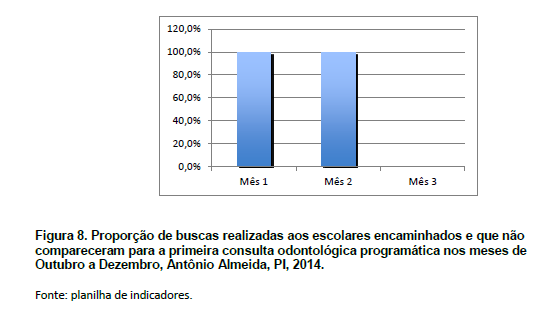 120,0%
100,0%
80,0%
60,0%
40,0%
20,0%
0,0%
Mês 1 Mês 2 Mês 3
Figura 8. Proporção de buscas realizadas aos escolares encaminhados e que não
compareceram para a primeira consulta odontológica programática nos meses de
Outubro a Dezembro, Antônio Almeida, PI, 2014.
Fonte: planilha de indicadores.